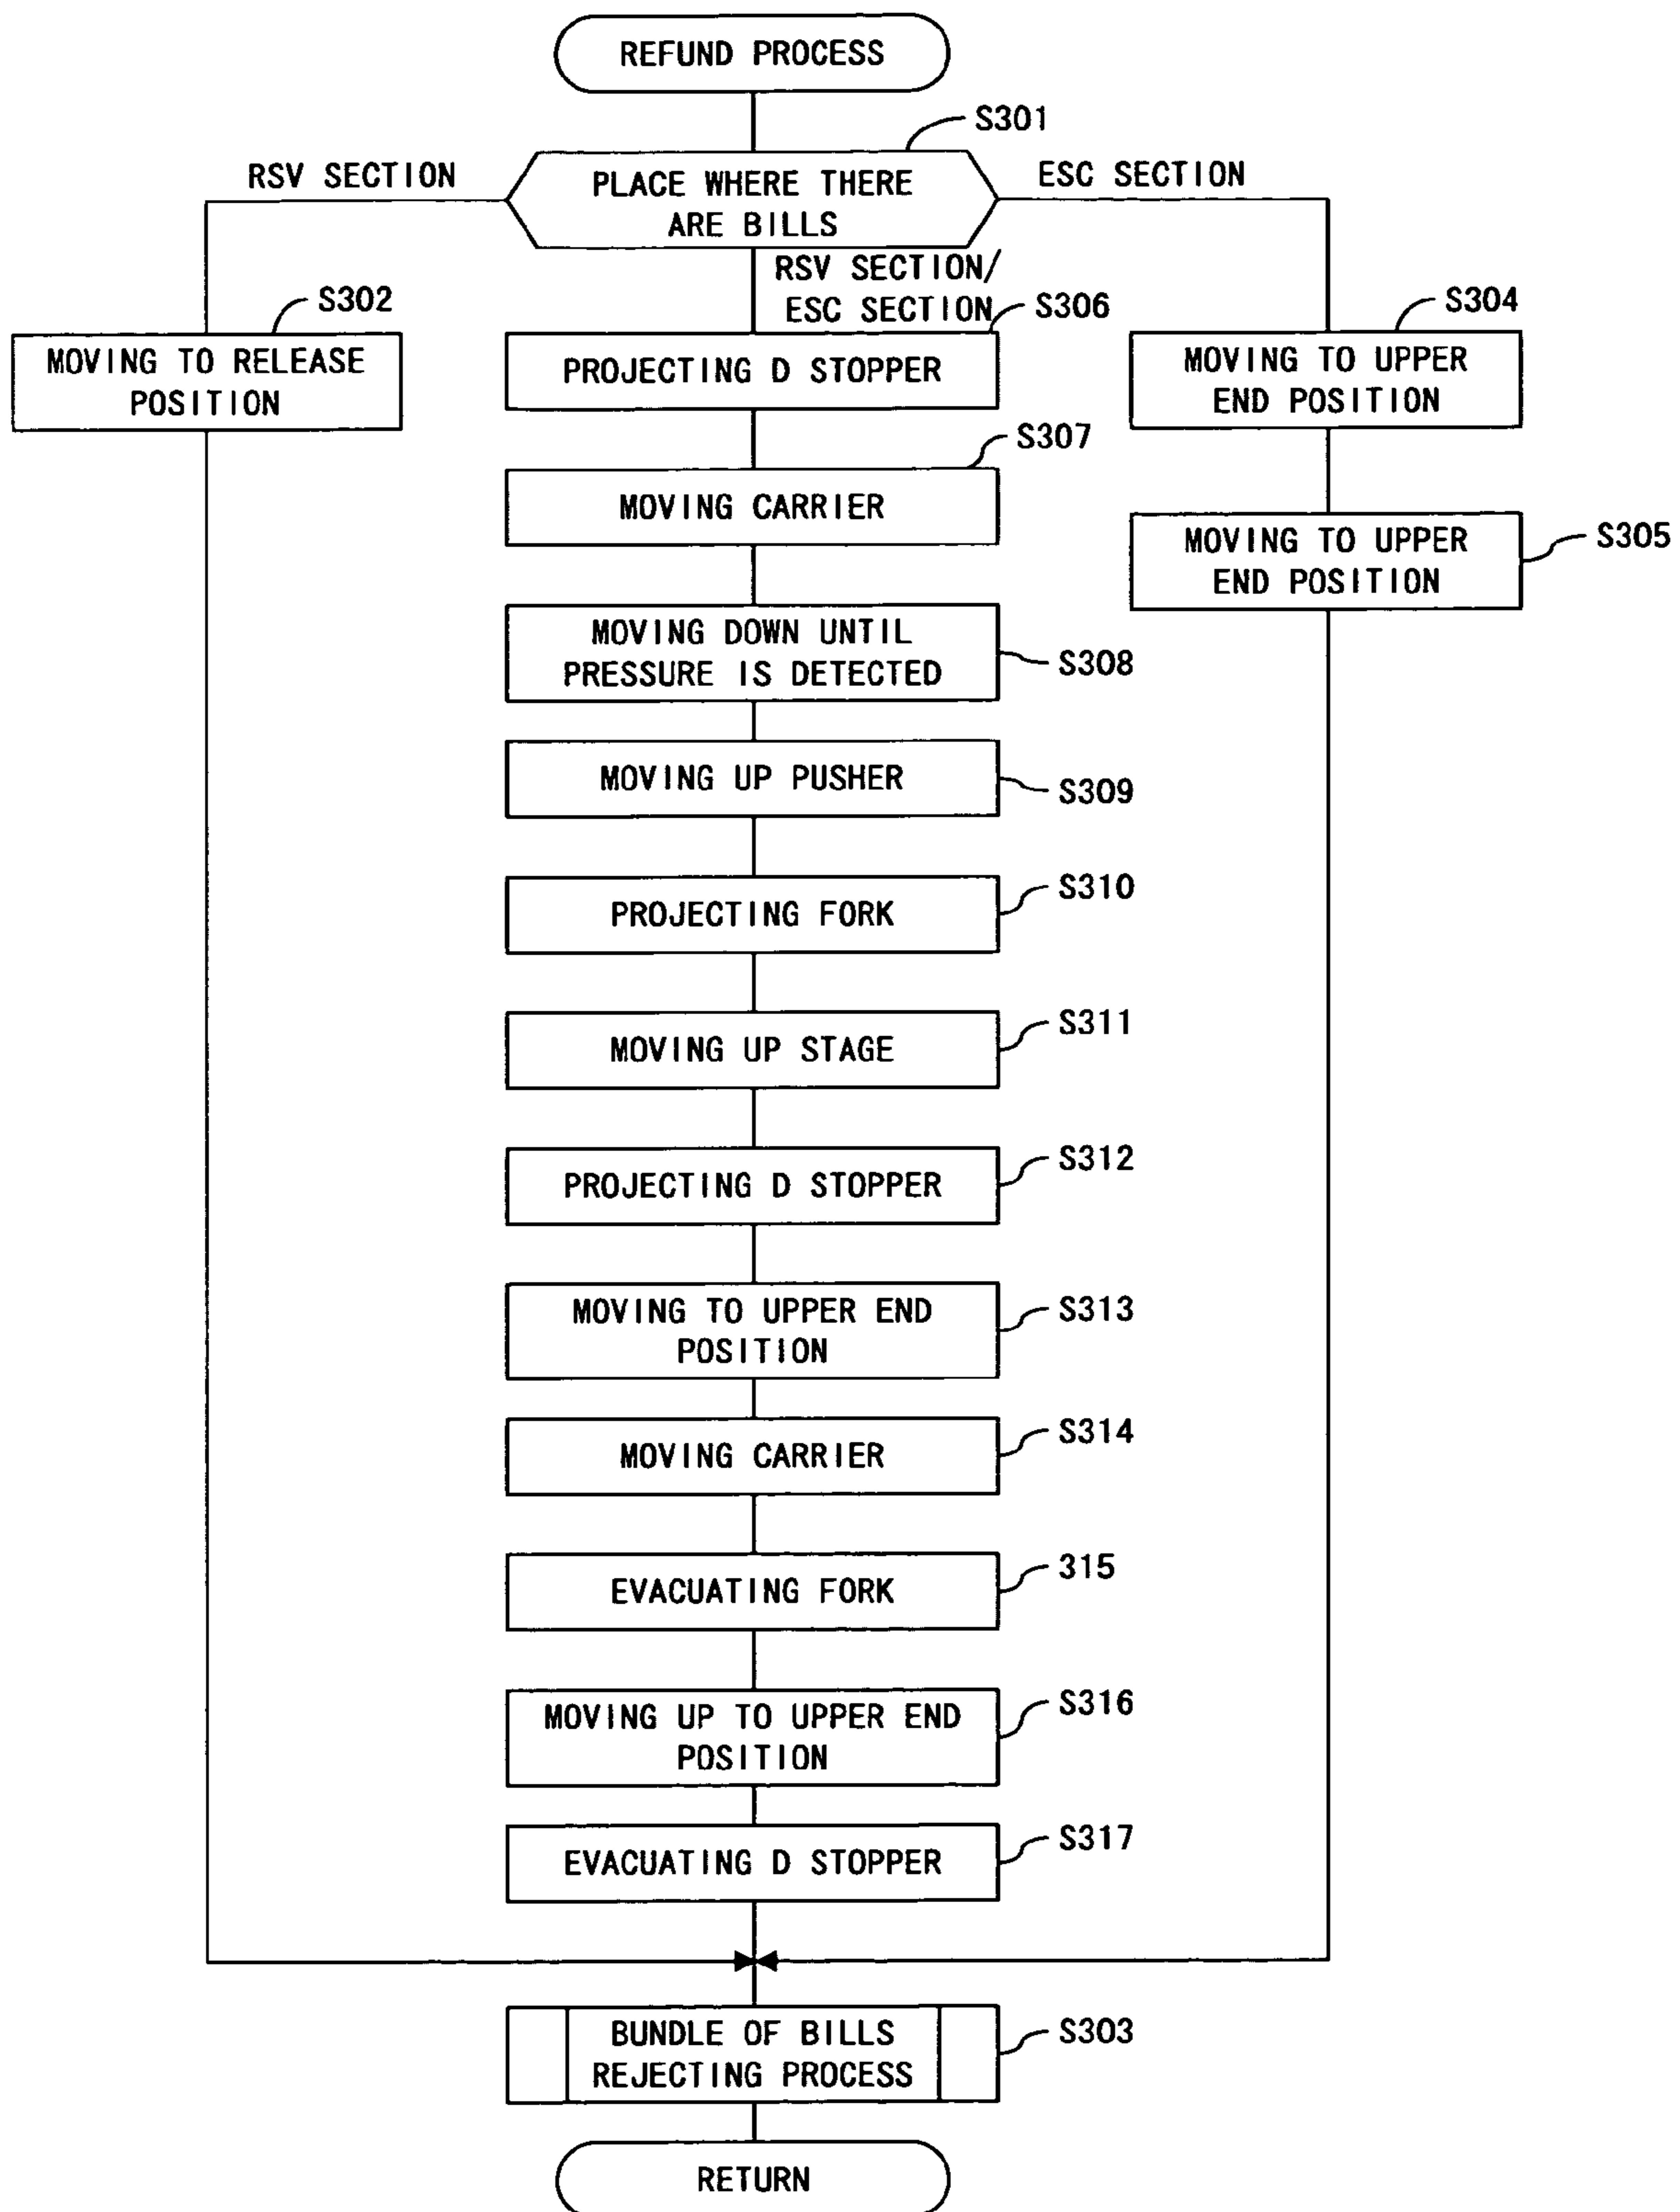 REFUND PROCESS
S301
RSV SECTION
PLACE WHERE THERE
ARE BILLS
ESC SECTION
RSV SECTION/
ESC SECTION
S302
MOVING TO RELEASE
POSITION
S306
PROJECTING D STOPPER
S304
MOVING TO UPPER
END POSITION
S307
MOVING CARRIER
MOVING TO UPPER
END POSITION
S305
MOVING DOWN UNTIL
PRESSURE IS DETECTED
S308
MOVING UP PUSHER
S309
PROJECTING FORK
S310
MOVING UP STAGE
S311
PROJECTING D STOPPER
S312
MOVING TO UPPER END
POSITION
S313
MOVING CARRIER
S314
EVACUATING FORK
315
MOVING UP TO UPPER END
POSITION
S316
EVACUATING D STOPPER
S317
BUNDLE OF BILLS
REJECTING PROCESS
S303
RETURN